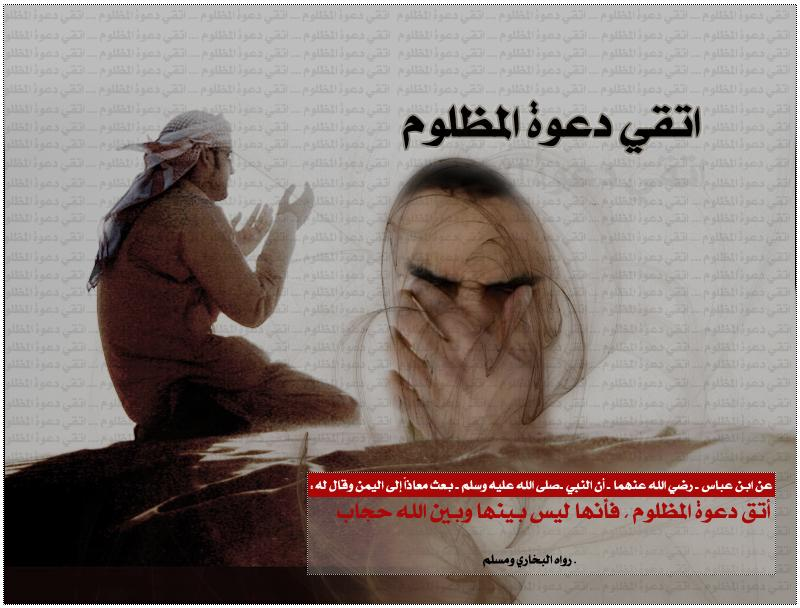 اتقي دعوة المظلوم
عن ابن عباس - رضي الله عنهما - أن النبي -صلى الله عليه وسلم - بعث معاذاً إلى اليمن وقال له :
أتق دعوة المظلوم , فأنها ليس بينها وبين الله حجاب
. رواه البخاري ومسلم